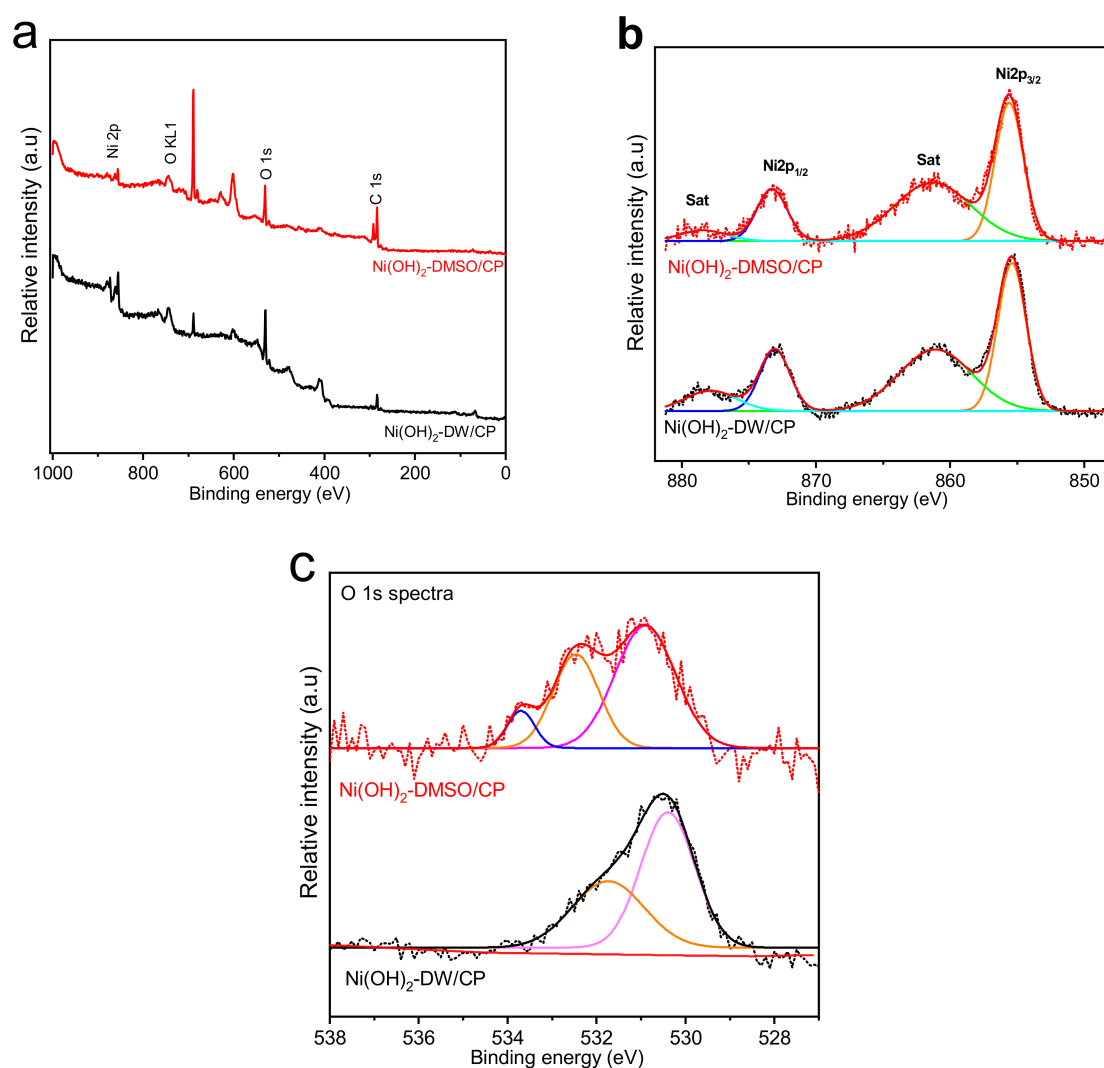 a
Relative intensity (a.u)
Ni 2p
O KL1
O 1s
C 1s
Ni(OH)2-DMSO/CP
Ni(OH)2-DW/CP
1000 800 600 400 200 0
Binding energy (eV)
b
Relative intensity (a.u)
Sat
Ni2p1/2
Sat
Ni2p3/2
Ni(OH)2-DMSO/CP
Ni(OH)2-DW/CP
880 870 860 850
Binding energy (eV)
c
Relative intensity (a.u)
O 1s spectra
Ni(OH)2-DMSO/CP
Ni(OH)2-DW/CP
538 536 534 532 530 528
Binding energy (eV)